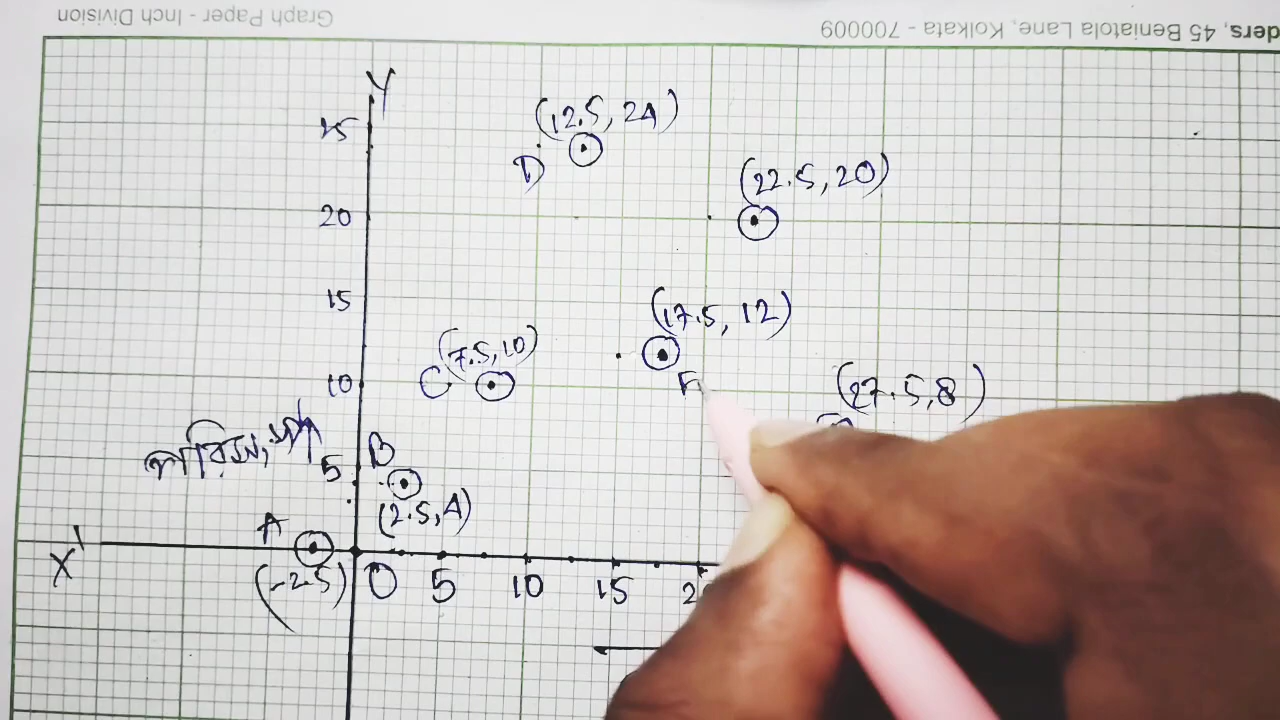 Graph Paper - Inch Division
ders, 45 Beniatola Lane, Kolkata - 700009
Y
(12.5, 24)
25
D
(22.5, 20)
20
(17.5, 12)
15
(7.5, 10)
C
10
(27.5, 8)
B
5
(2.5, 4)
A
X'
(-2.5)
0 5 10 15